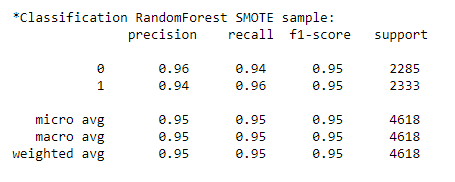 *Classification RandomForest SMOTE sample:
precision recall f1-score support
0 0.96 0.94 0.95 2285
1 0.94 0.96 0.95 2333
micro avg 0.95 0.95 0.95 4618
macro avg 0.95 0.95 0.95 4618
weighted avg 0.95 0.95 0.95 4618